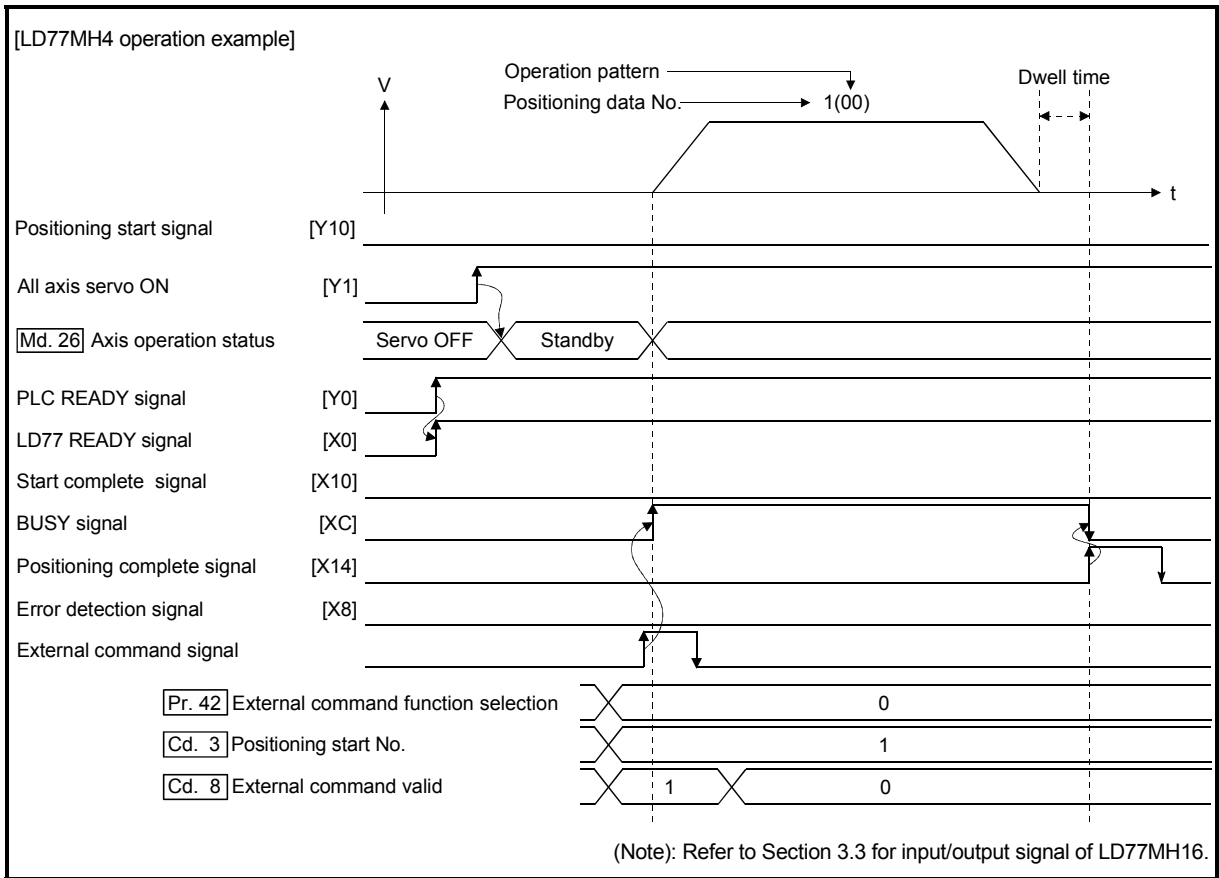 [LD77MH4 operation example]
V
Operation pattern
Dwell time
Positioning data No.
1(00)
t
Positioning start signal [Y10]
All axis servo ON [Y1]
Md. 26 Axis operation status
Servo OFF
Standby
PLC READY signal [Y0]
LD77 READY signal [X0]
Start complete signal [X10]
BUSY signal [XC]
Positioning complete signal [X14]
Error detection signal [X8]
External command signal
Pr. 42 External command function selection
0
Cd. 3 Positioning start No.
1
Cd. 8 External command valid
1
0
(Note): Refer to Section 3.3 for input/output signal of LD77MH16.